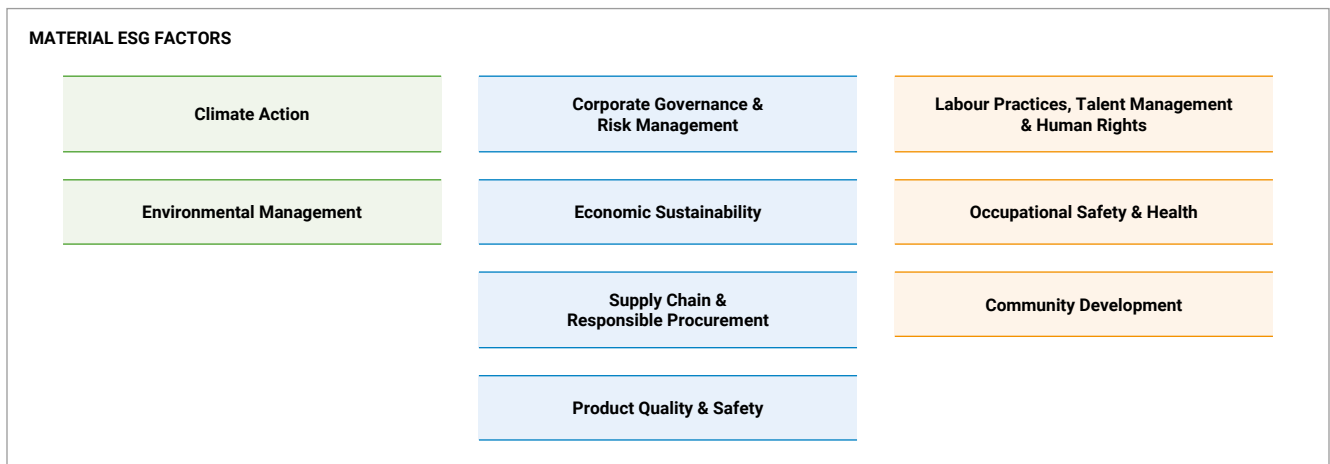 MATERIAL ESG FACTORS
Climate Action
Environmental Management
Corporate Governance &
Risk Management
Economic Sustainability
Supply Chain &
Responsible Procurement
Product Quality & Safety
Labour Practices, Talent Management
& Human Rights
Occupational Safety & Health
Community Development